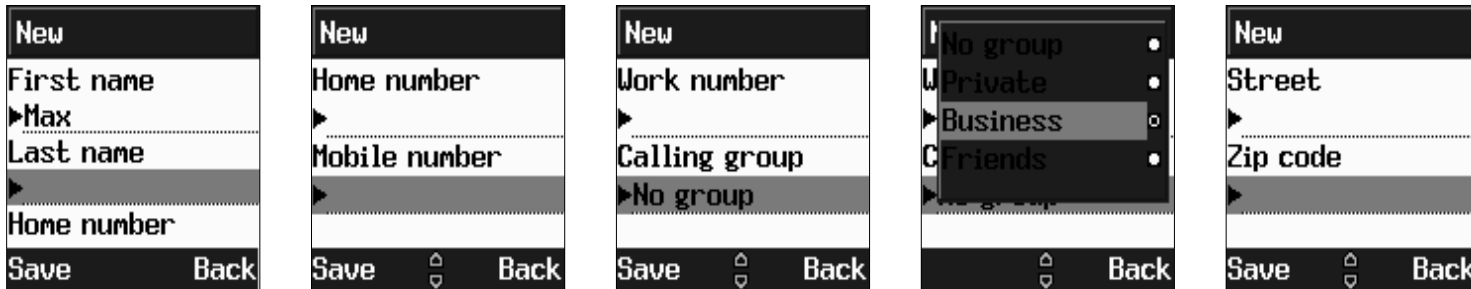 New
First name
▶Max
Last name
▶
Home number
Save Back
New
Home number
▶
Mobile number
▶
Save Back
New
Work number
▶
Calling group
▶No group
Save Back
No group
Private
Business
Friends
Back
New
Street
▶
Zip code
▶
Save Back